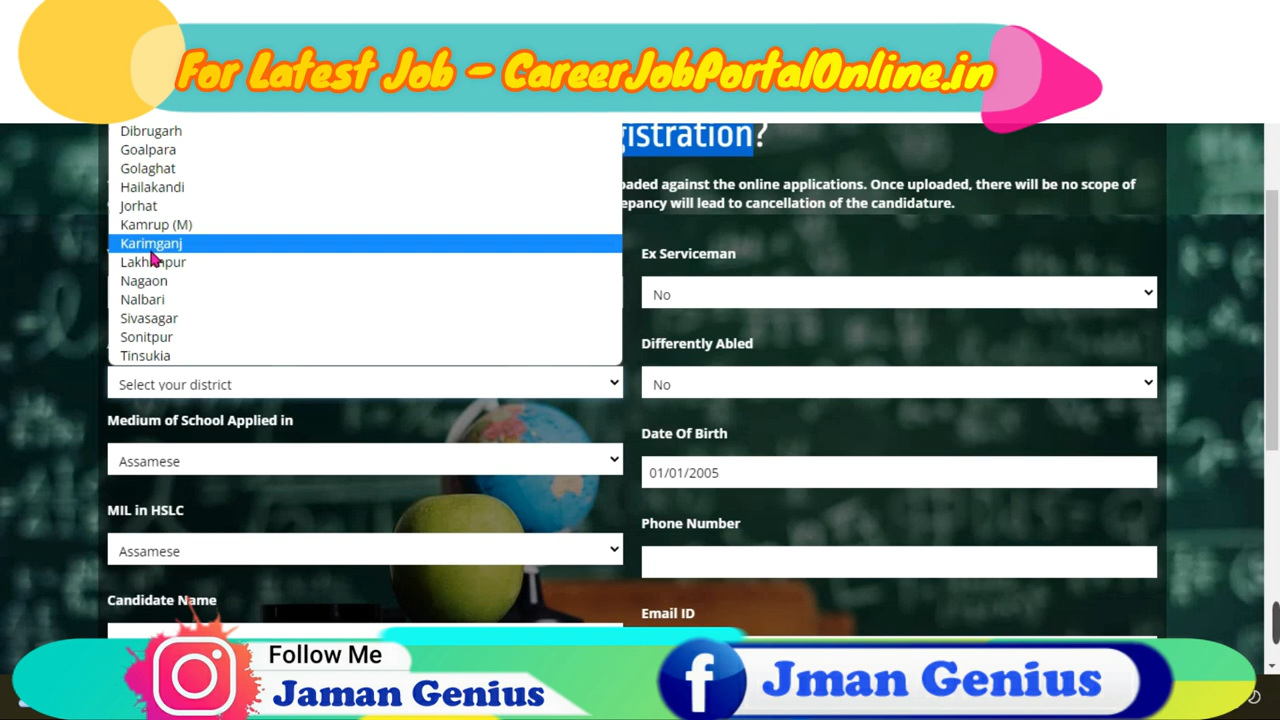 For Latest Job - CareerJobPortalOnline.in
gistration?
Dibrugarh
Goalpara
Golaghat
Hailakandi
Jorhat
Kamrup (M)
Karimganj
Nagaon
Nalbari
Sivasagar
Sonitpur
Tinsukia
Select your district
Medium of School Applied in
Assamese
MIL in HSLC
Assamese
Candidate Name
oaded against the online applications. Once uploaded, there will be no scope of
epancy will lead to cancellation of the candidature.
Ex Serviceman
No
Differently Abled
No
Date Of Birth
01/01/2005
Phone Number
Email ID
Follow Me
Jaman Genius
Jman Genius